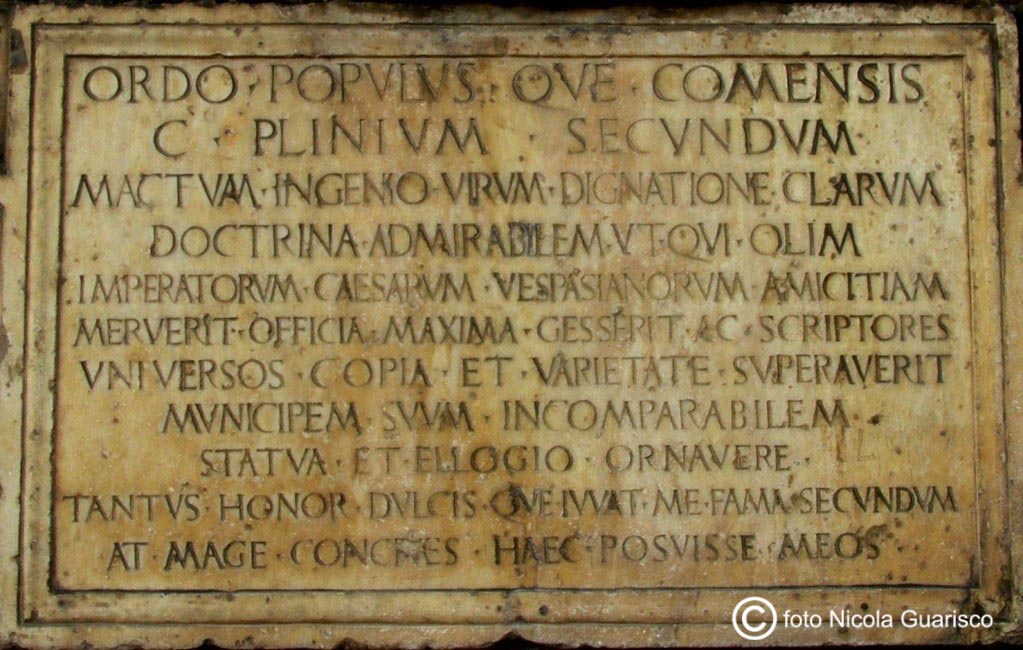 ORDO · POPVLVS · QVE · COMENSIS
C · PLINIVM · SECVNDVM ·
MACTVM · INGENIO · VIRVM · DIGNATIONE · CLARVM
DOCTRINA · ADMIRABILEM · VT · QVI · OLIM
IMPERATORVM · CAESARVM · VESPASIANORVM · AMICITIAM
MERVERIT · OFFICIA · MAXIMA · GESSERIT · AC · SCRIPTORES
VNIVERSOS · COPIA · ET · VARIETATE · SVPERAVERIT
MVNICIPEM · SVVM · INCOMPARABILEM ·
STATVA · ET · ELLOGIO · ORNAVERE ·
TANTVS · HONOR · DVLCIS · QVE · IVVAT · ME · FAMA · SECVNDVM
AT · MAGE · CONCIVES · HAEC · POSVISSE · MEOS ·
© foto Nicola Guarisco